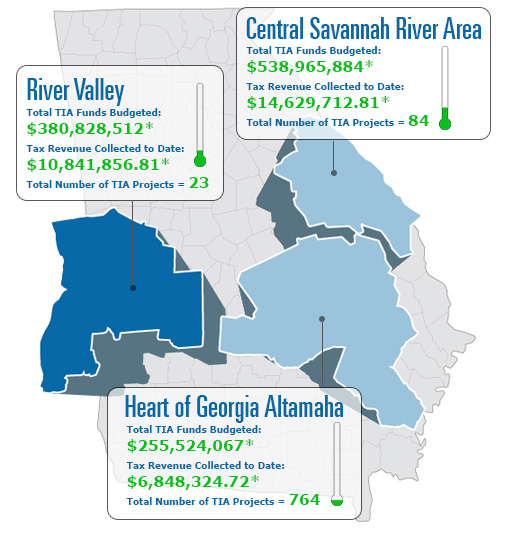 Central Savannah River Area
Total TIA Funds Budgeted:
$538,965,884*
Tax Revenue Collected to Date:
$14,629,712.81*
Total Number of TIA Projects = 84
River Valley
Total TIA Funds Budgeted:
$380,828,512*
Tax Revenue Collected to Date:
$10,841,856.81*
Total Number of TIA Projects = 23
Heart of Georgia Altamaha
Total TIA Funds Budgeted:
$255,524,067*
Tax Revenue Collected to Date:
$6,848,324.72*
Total Number of TIA Projects = 764